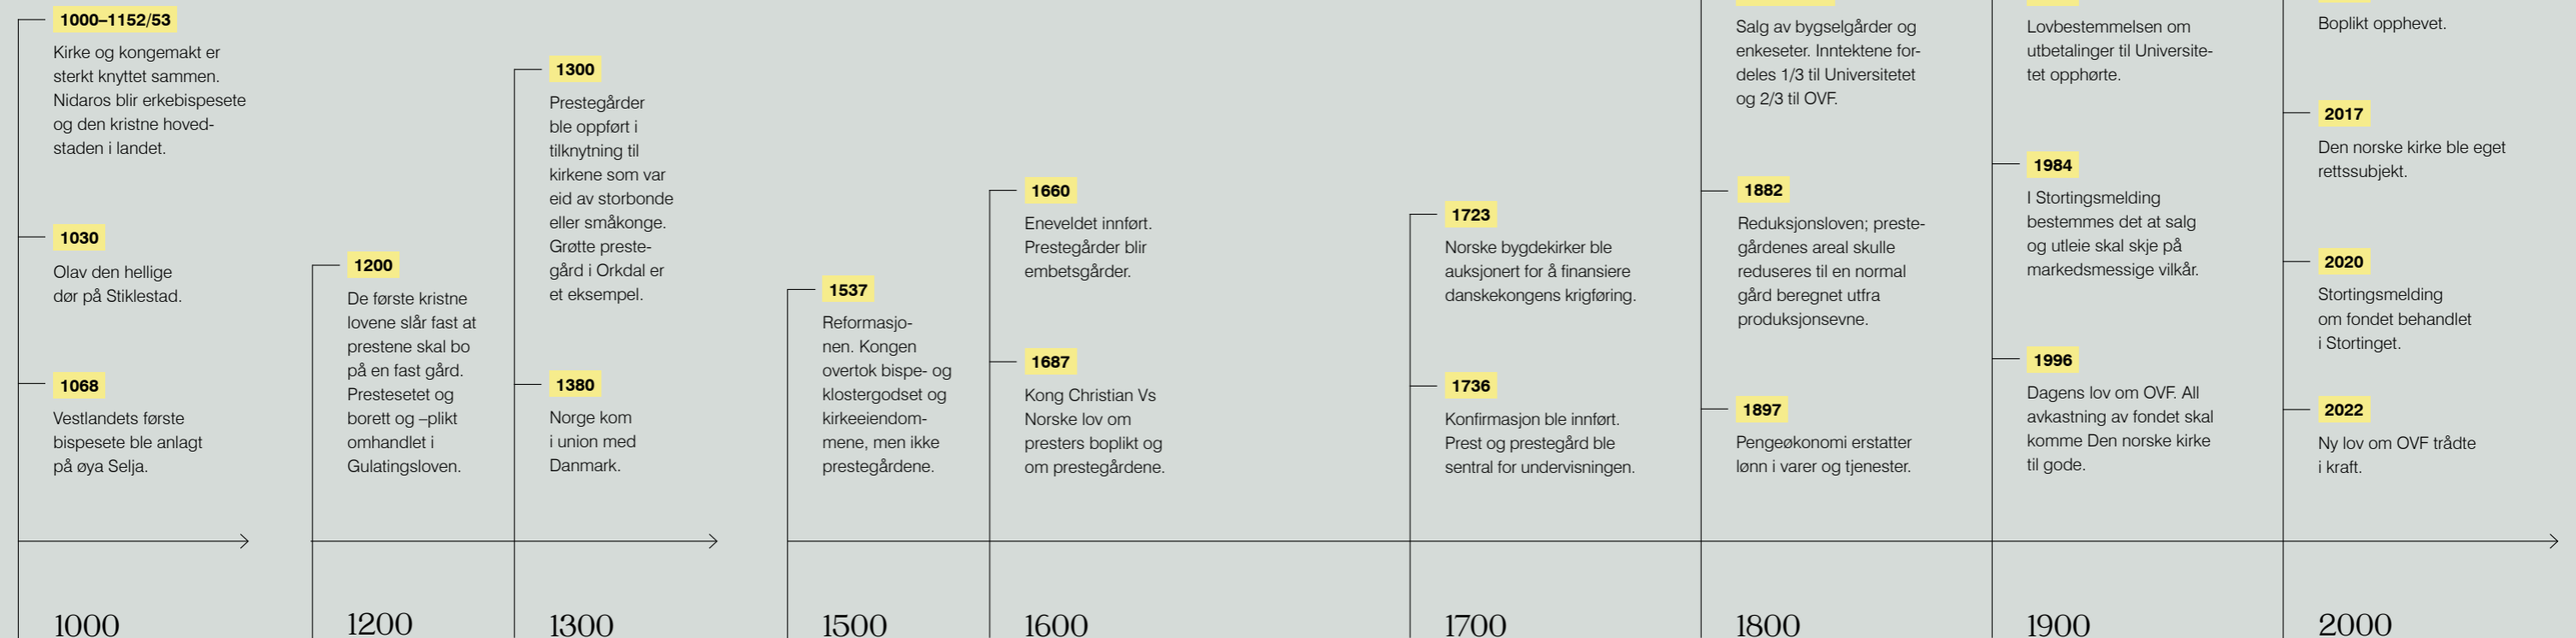 1000–1152/53
Kirke og kongemakt er
sterkt knyttet sammen.
Nidaros blir erkebispesete
og den kristne hoved-
staden i landet.
1030
Olav den hellige
dør på Stiklestad.
1068
Vestlandets første
bispesete ble anlagt
på øya Selja.
1000
1200
De første kristne
lovene slår fast at
prestene skal bo
på en fast gård.
Prestesetet og
borett og –plikt
omhandlet i
Gulatingsloven.
1200
1300
Prestegårder
ble oppført i
tilknytning til
kirkene som var
eid av storbonde
eller småkonge.
Grøtte preste-
gård i Orkdal er
et eksempel.
1380
Norge kom
i union med
Danmark.
1300
1537
Reformasjo-
nen. Kongen
overtok bispe- og
klostergodset og
kirkeeiendom-
mene, men ikke
prestegårdene.
1500
1660
Eneveldet innført.
Prestegårder blir
embetsgårder.
1687
Kong Christian Vs
Norske lov om
presters boplikt og
om prestegårdene.
1600
1723
Norske bygdekirker ble
auksjonert for å finansiere
danskekongens krigføring.
1736
Konfirmasjon ble innført.
Prest og prestegård ble
sentral for undervisningen.
1700
Salg av bygselgårder og
enkeseter. Inntektene for-
deles 1/3 til Universitetet
og 2/3 til OVF.
1882
Reduksjonsloven; preste-
gårdenes areal skulle
reduseres til en normal
gård beregnet utfra
produksjonsevne.
1897
Pengeøkonomi erstatter
lønn i varer og tjenester.
1800
Lovbestemmelsen om
utbetalinger til Universite-
tet opphørte.
1984
I Stortingsmelding
bestemmes det at salg
og utleie skal skje på
markedsmessige vilkår.
1996
Dagens lov om OVF. All
avkastning av fondet skal
komme Den norske kirke
til gode.
1900
Boplikt opphevet.
2017
Den norske kirke ble eget
rettssubjekt.
2020
Stortingsmelding
om fondet behandlet
i Stortinget.
2022
Ny lov om OVF trådte
i kraft.
2000